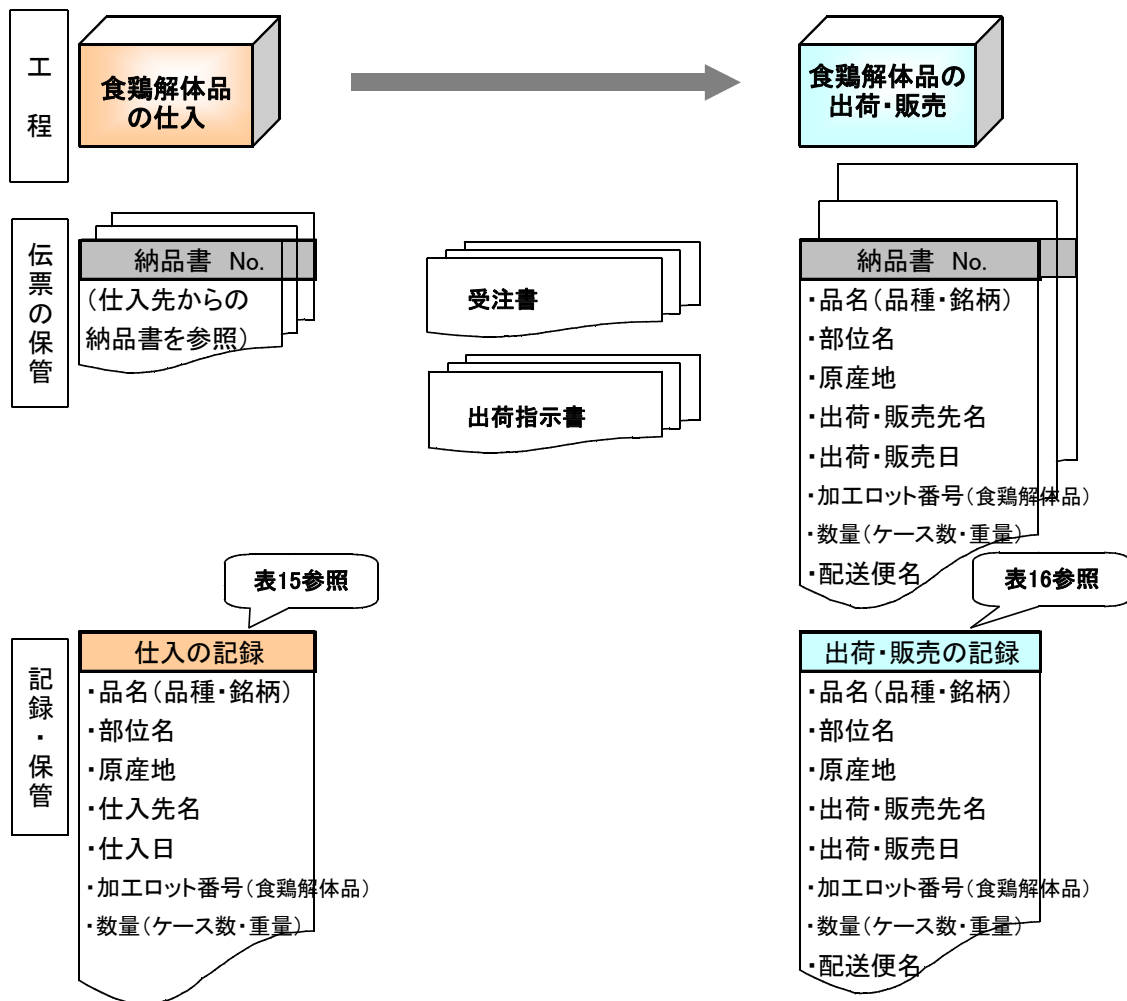 工程
食鶏解体品
の仕入
食鶏解体品の
出荷・販売
伝票の保管
納品書 No.
(仕入先からの
納品書を参照)
受注書
出荷指示書
納品書 No.
・品名(品種・銘柄)
・部位名
・原産地
・出荷・販売先名
・出荷・販売日
・加工ロット番号(食鶏解体品)
・数量(ケース数・重量)
・配送便名
表15参照
表16参照
記録・保管
仕入の記録
・品名(品種・銘柄)
・部位名
・原産地
・仕入先名
・仕入日
・加工ロット番号(食鶏解体品)
・数量(ケース数・重量)
出荷・販売の記録
・品名(品種・銘柄)
・部位名
・原産地
・出荷・販売先名
・出荷・販売日
・加工ロット番号(食鶏解体品)
・数量(ケース数・重量)
・配送便名